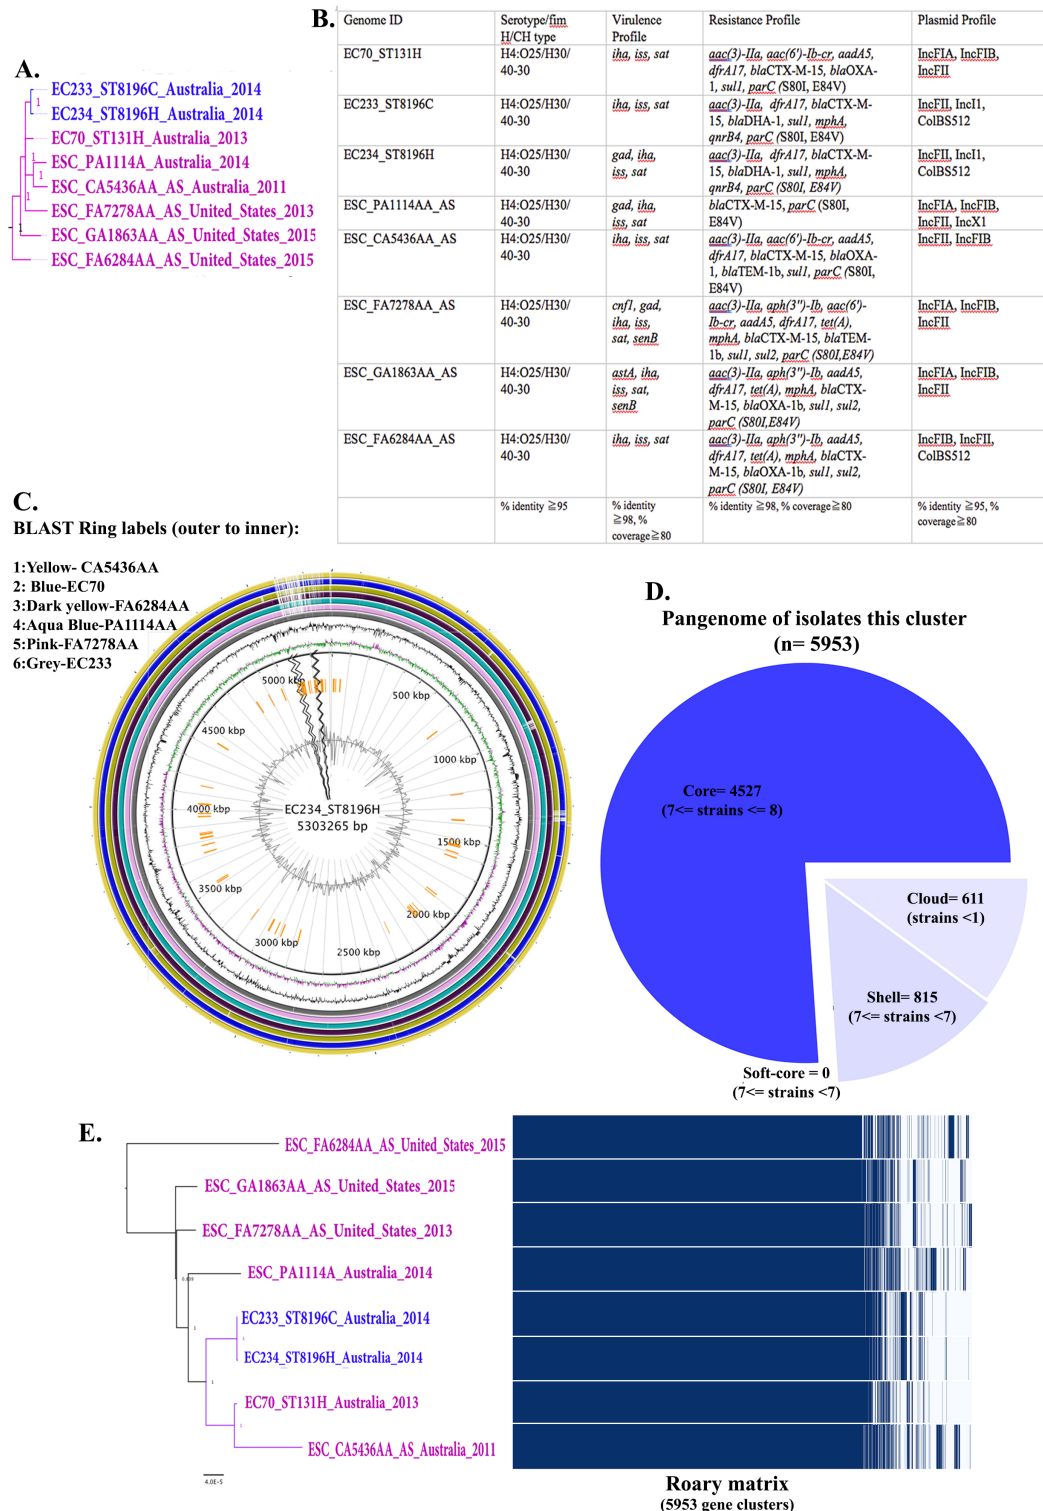 A.
EC233_ST8196C_Australia_2014
EC234_ST8196H_Australia_2014
EC70_ST131H_Australia_2013
ESC_PA1114A_Australia_2014
ESC_CA5436AA_AS_Australia_2011
ESC_FA7278AA_AS_United_States_2013
ESC_GA1863AA_AS_United_States_2015
ESC_FA6284AA_AS_United_States_2015
1
1
1
1
1
B.
Genome ID
Serotype/fim
H/CH type
Virulence
Profile
Resistance Profile
Plasmid Profile
EC70_ST131H
H4:O25/H30/
40-30
iha, iss, sat
aac(3)-IIa, aac(6')-Ib-cr, aadA5,
dfrA17, blaCTX-M-15, blaOXA-
1, sul1, parC (S80I, E84V)
IncFIA, IncFIB,
IncFII
EC233_ST8196C
H4:O25/H30/
40-30
iha, iss, sat
aac(3)-IIa, dfrA17, blaCTX-M-
15, blaDHA-1, sul1, mphA,
qnrB4, parC (S80I, E84V)
IncFII, IncI1,
ColBS512
EC234_ST8196H
H4:O25/H30/
40-30
gad, iha,
iss, sat
aac(3)-IIa, dfrA17, blaCTX-M-
15, blaDHA-1, sul1, mphA,
qnrB4, parC (S80I, E84V)
IncFII, IncI1,
ColBS512
ESC_PA1114AA_AS
H4:O25/H30/
40-30
gad, iha,
iss, sat
blaCTX-M-15, parC (S80I,
E84V)
IncFIA, IncFIB,
IncFII, IncX1
ESC_CA5436AA_AS
H4:O25/H30/
40-30
iha, iss, sat
aac(3)-IIa, aac(6')-Ib-cr, aadA5,
dfrA17, blaCTX-M-15, blaOXA-
1, blaTEM-1b, sul1, parC (S80I,
E84V)
IncFII, IncFIB
ESC_FA7278AA_AS
H4:O25/H30/
40-30
cnf1, gad,
iha, iss,
sat, senB
aac(3)-IIa, aph(3")-Ib, aac(6')-
Ib-cr, aadA5, dfrA17, tet(A),
mphA, blaCTX-M-15, blaTEM-
1b, sul1, sul2, parC (S80I,E84V)
IncFIA, IncFIB,
IncFII
ESC_GA1863AA_AS
H4:O25/H30/
40-30
astA, iha,
iss, sat,
senB
aac(3)-IIa, aph(3")-Ib, aadA5,
dfrA17, tet(A), mphA, blaCTX-
M-15, blaOXA-1b, sul1, sul2,
parC (S80I,E84V)
IncFIA, IncFIB,
IncFII
ESC_FA6284AA_AS
H4:O25/H30/
40-30
iha, iss, sat
aac(3)-IIa, aph(3")-Ib, aadA5,
dfrA17, tet(A), mphA, blaCTX-
M-15, blaOXA-1b, sul1, sul2,
parC (S80I, E84V)
IncFIB, IncFII,
ColBS512
% identity ≧95
% identity
≧98, %
coverage≧80
% identity ≧98, % coverage≧80
% identity ≧95, %
coverage≧80
C.
BLAST Ring labels (outer to inner):
1:Yellow- CA5436AA
2: Blue-EC70
3:Dark yellow-FA6284AA
4:Aqua Blue-PA1114AA
5:Pink-FA7278AA
6:Grey-EC233
500 kbp
1000 kbp
1500 kbp
2000 kbp
2500 kbp
3000 kbp
3500 kbp
4000 kbp
4500 kbp
5000 kbp
EC234_ST8196H
5303265 bp
D.
Pangenome of isolates this cluster
(n= 5953)
Core= 4527
(7<= strains <= 8)
Cloud= 611
(strains <1)
Shell= 815
(7<= strains <7)
Soft-core = 0
(7<= strains <7)
E.
ESC_FA6284AA_AS_United_States_2015
ESC_GA1863AA_AS_United_States_2015
ESC_FA7278AA_AS_United_States_2013
ESC_PA1114A_Australia_2014
EC233_ST8196C_Australia_2014
EC234_ST8196H_Australia_2014
EC70_ST131H_Australia_2013
ESC_CA5436AA_AS_Australia_2011
1
1
1
1
4.0E-5
Roary matrix
(5953 gene clusters)